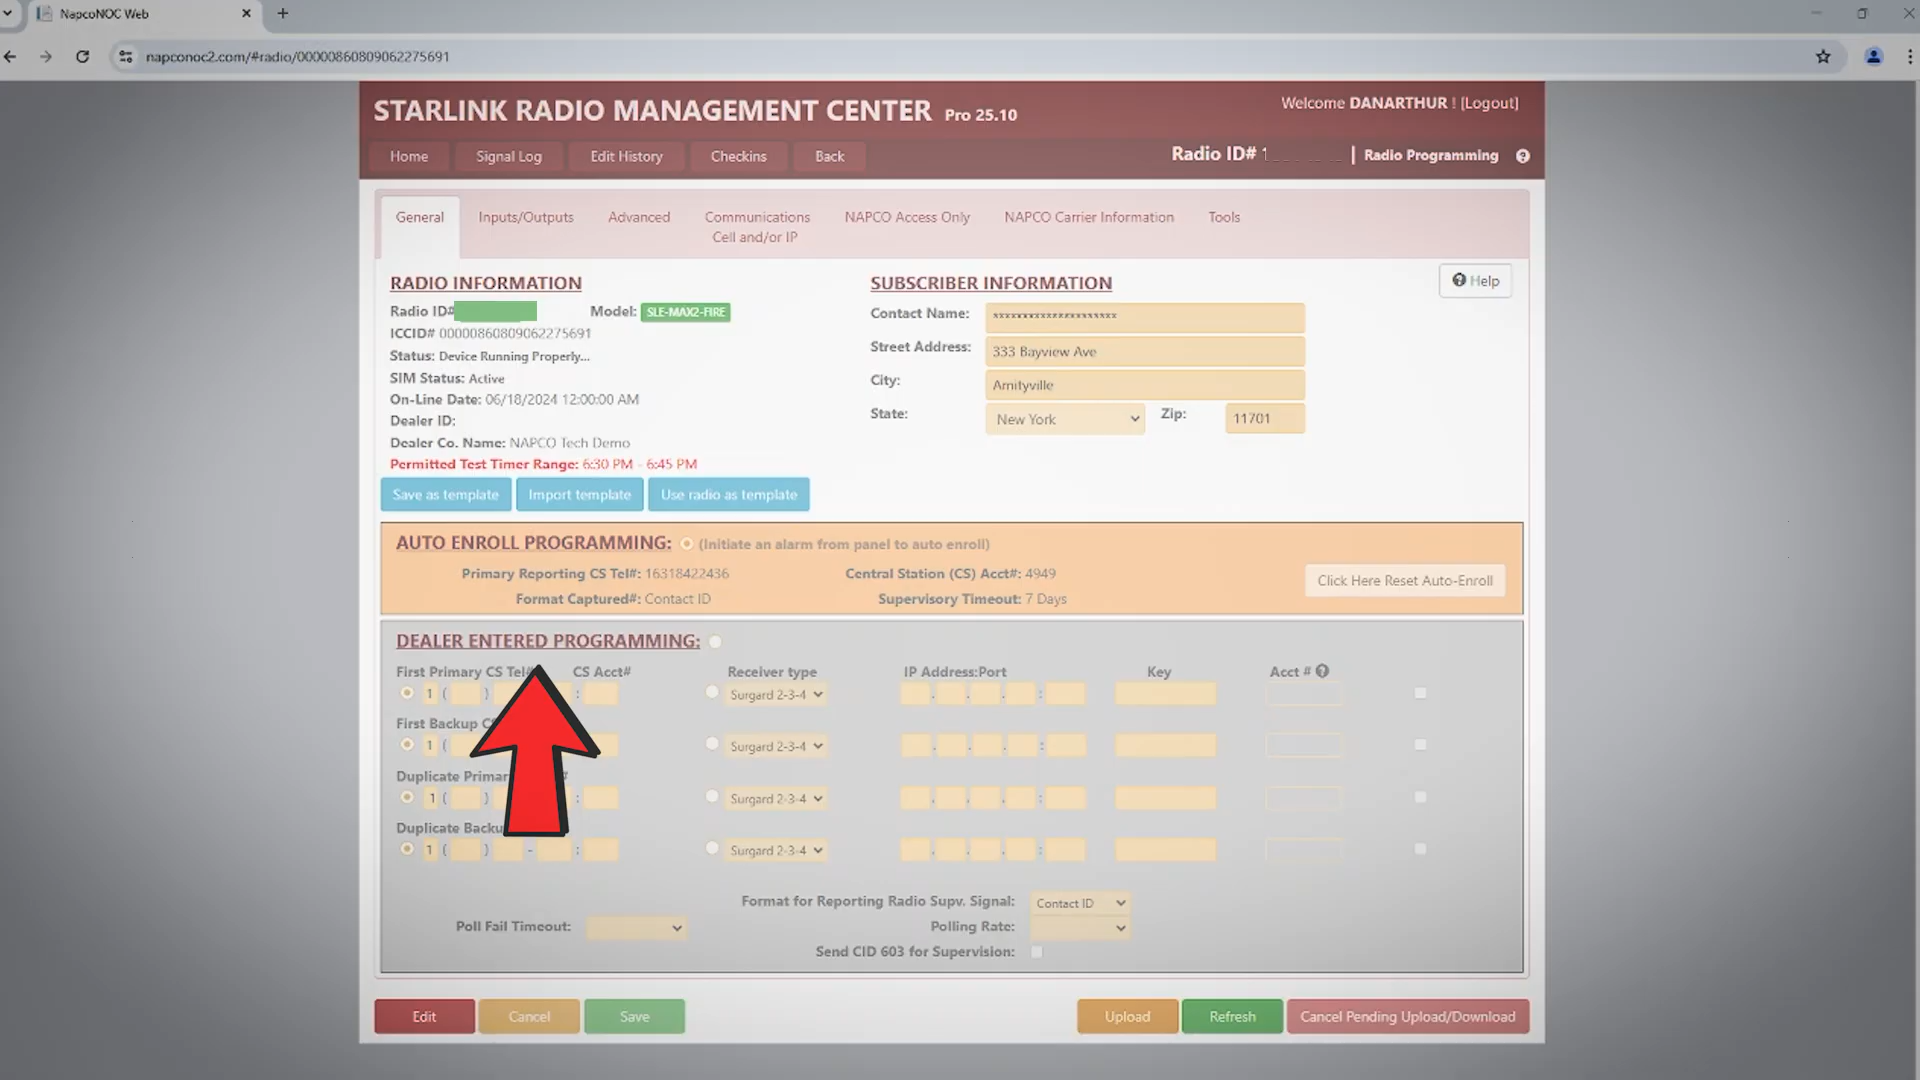 NapcoNOC Web
napconoc2.com/#radio/00000860809062275691
STARLINK RADIO MANAGEMENT CENTER Pro 25.10
Welcome DANARTHUR ! [Logout]
Home Signal Log Edit History Checkins Back
Radio ID# 1 | Radio Programming
General Inputs/Outputs Advanced Communications Cell and/or IP NAPCO Access Only NAPCO Carrier Information Tools
RADIO INFORMATION
Radio ID# Model: SLE-MAX2-FIRE
ICCID# 00000860809062275691
Status: Device Running Properly...
SIM Status: Active
On-Line Date: 06/18/2024 12:00:00 AM
Dealer ID:
Dealer Co. Name: NAPCO Tech Demo
Permitted Test Timer Range: 6:30 PM - 6:45 PM
Save as template Import template Use radio as template
SUBSCRIBER INFORMATION
Help
Contact Name: *********************
Street Address: 333 Bayview Ave
City: Amityville
State: New York Zip: 11701
AUTO ENROLL PROGRAMMING: (Initiate an alarm from panel to auto enroll)
Primary Reporting CS Tel#: 16318422436 Central Station (CS) Acct#: 4949
Click Here Reset Auto-Enroll
Format Captured#: Contact ID Supervisory Timeout: 7 Days
DEALER ENTERED PROGRAMMING:
First Primary CS Tel# CS Acct# Receiver type IP Address:Port Key Acct #
1 ( ) : Surgard 2-3-4 . . . :
First Backup
1 ( Surgard 2-3-4 . . . :
Duplicate Primary #
1 ( ) : Surgard 2-3-4 . . . :
Duplicate
1 ( ) - : Surgard 2-3-4 . . . :
Format for Reporting Radio Supv. Signal: Contact ID
Poll Fail Timeout: Polling Rate:
Send CID 603 for Supervision:
Edit Cancel Save Upload Refresh Cancel Pending Upload/Download